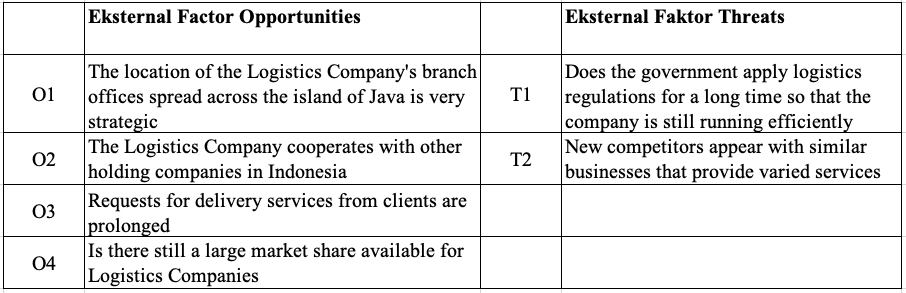 Eksternal Factor Opportunities
Eksternal Faktor Threats
O1
The location of the Logistics Company's branch
offices spread across the island of Java is very
strategic
T1
Does the government apply logistics
regulations for a long time so that the
company is still running efficiently
O2
The Logistics Company cooperates with other
holding companies in Indonesia
T2
New competitors appear with similar
businesses that provide varied services
O3
Requests for delivery services from clients are
prolonged
O4
Is there still a large market share available for
Logistics Companies